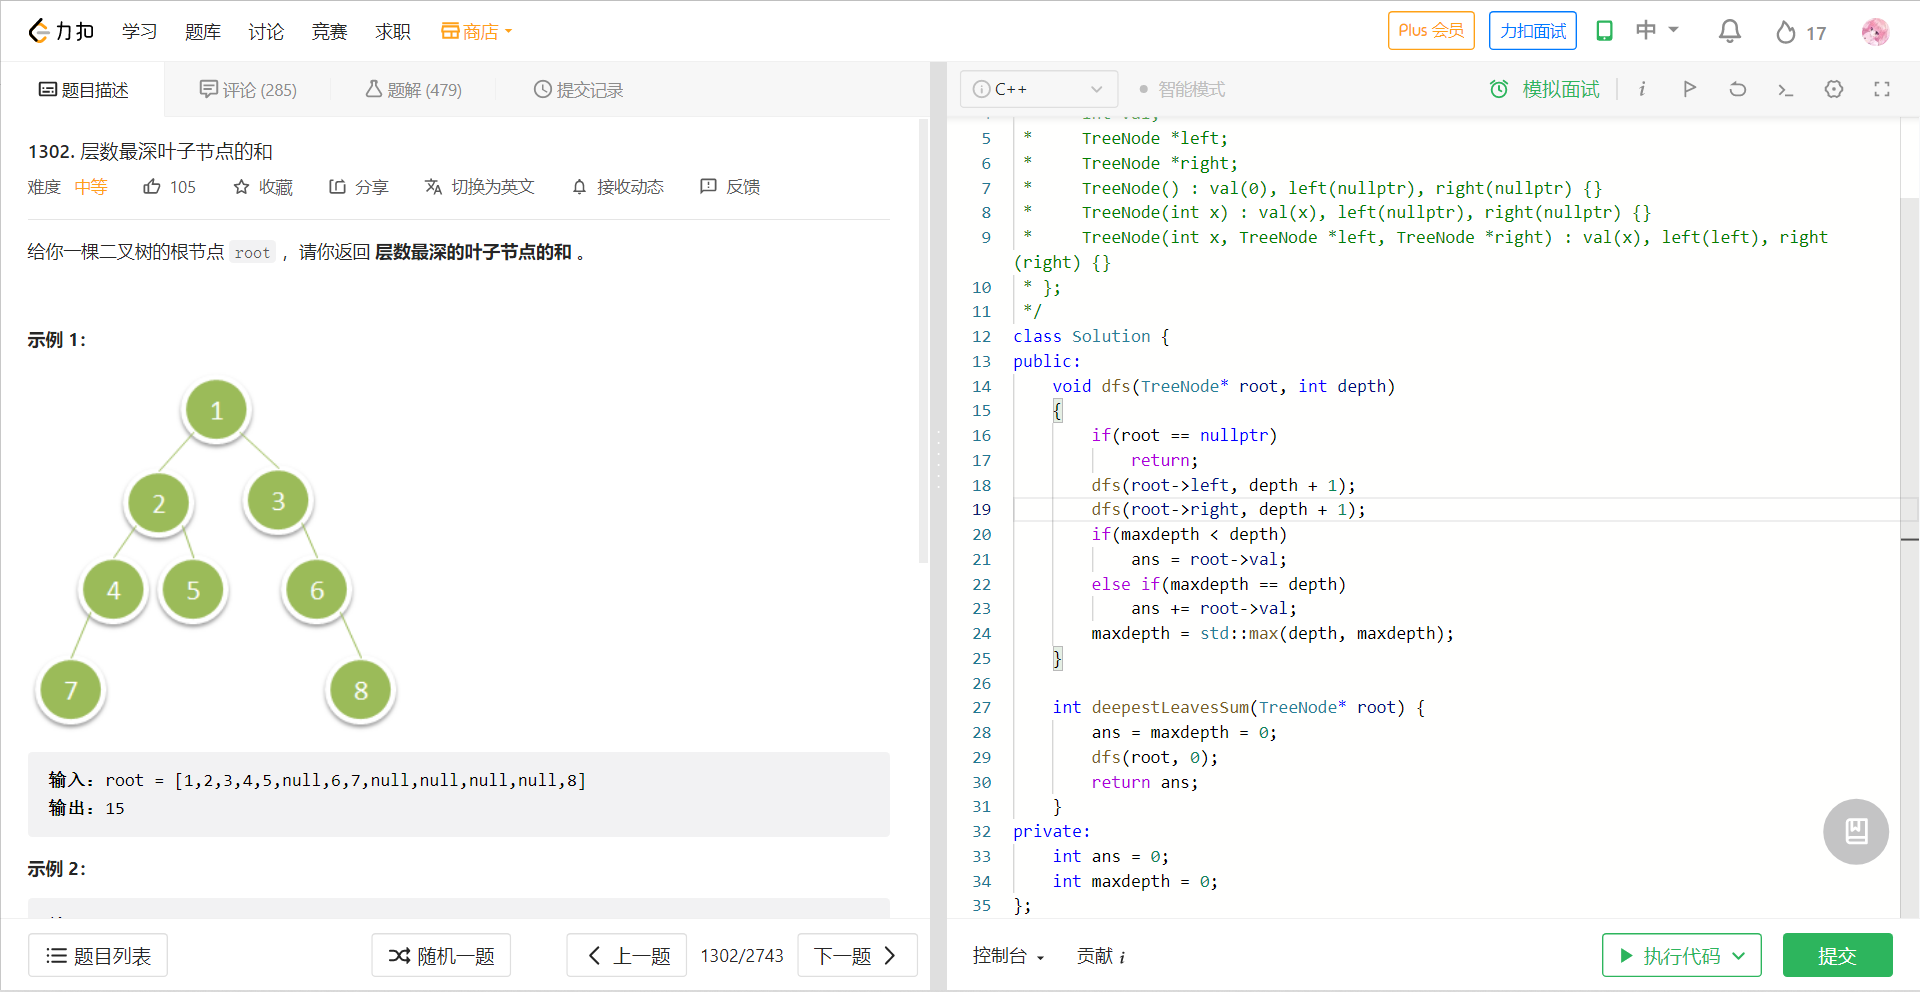 力扣 学习 题库 讨论 竞赛 求职 商店 Plus 会员 力扣面试 中 17
题目描述 评论 (285) 题解 (479) 提交记录
1302. 层数最深叶子节点的和
难度 中等 105 收藏 分享 切换为英文 接收动态 反馈
给你一棵二叉树的根节点 root ，请你返回 层数最深的叶子节点的和 。
示例 1：
1
2 3
4 5 6
7 8
输入：root = [1,2,3,4,5,null,6,7,null,null,null,null,8]
输出：15
示例 2：
题目列表 随机一题 上一题 1302/2743 下一题
C++ 智能模式 模拟面试 i
5 * TreeNode *left;
6 * TreeNode *right;
7 * TreeNode() : val(0), left(nullptr), right(nullptr) {}
8 * TreeNode(int x) : val(x), left(nullptr), right(nullptr) {}
9 * TreeNode(int x, TreeNode *left, TreeNode *right) : val(x), left(left), right
(right) {}
10 * };
11 */
12 class Solution {
13 public:
14 void dfs(TreeNode* root, int depth)
15 {
16 if(root == nullptr)
17 return;
18 dfs(root->left, depth + 1);
19 dfs(root->right, depth + 1);
20 if(maxdepth < depth)
21 ans = root->val;
22 else if(maxdepth == depth)
23 ans += root->val;
24 maxdepth = std::max(depth, maxdepth);
25 }
26
27 int deepestLeavesSum(TreeNode* root) {
28 ans = maxdepth = 0;
29 dfs(root, 0);
30 return ans;
31 }
32 private:
33 int ans = 0;
34 int maxdepth = 0;
35 };
控制台 贡献 i 执行代码 提交